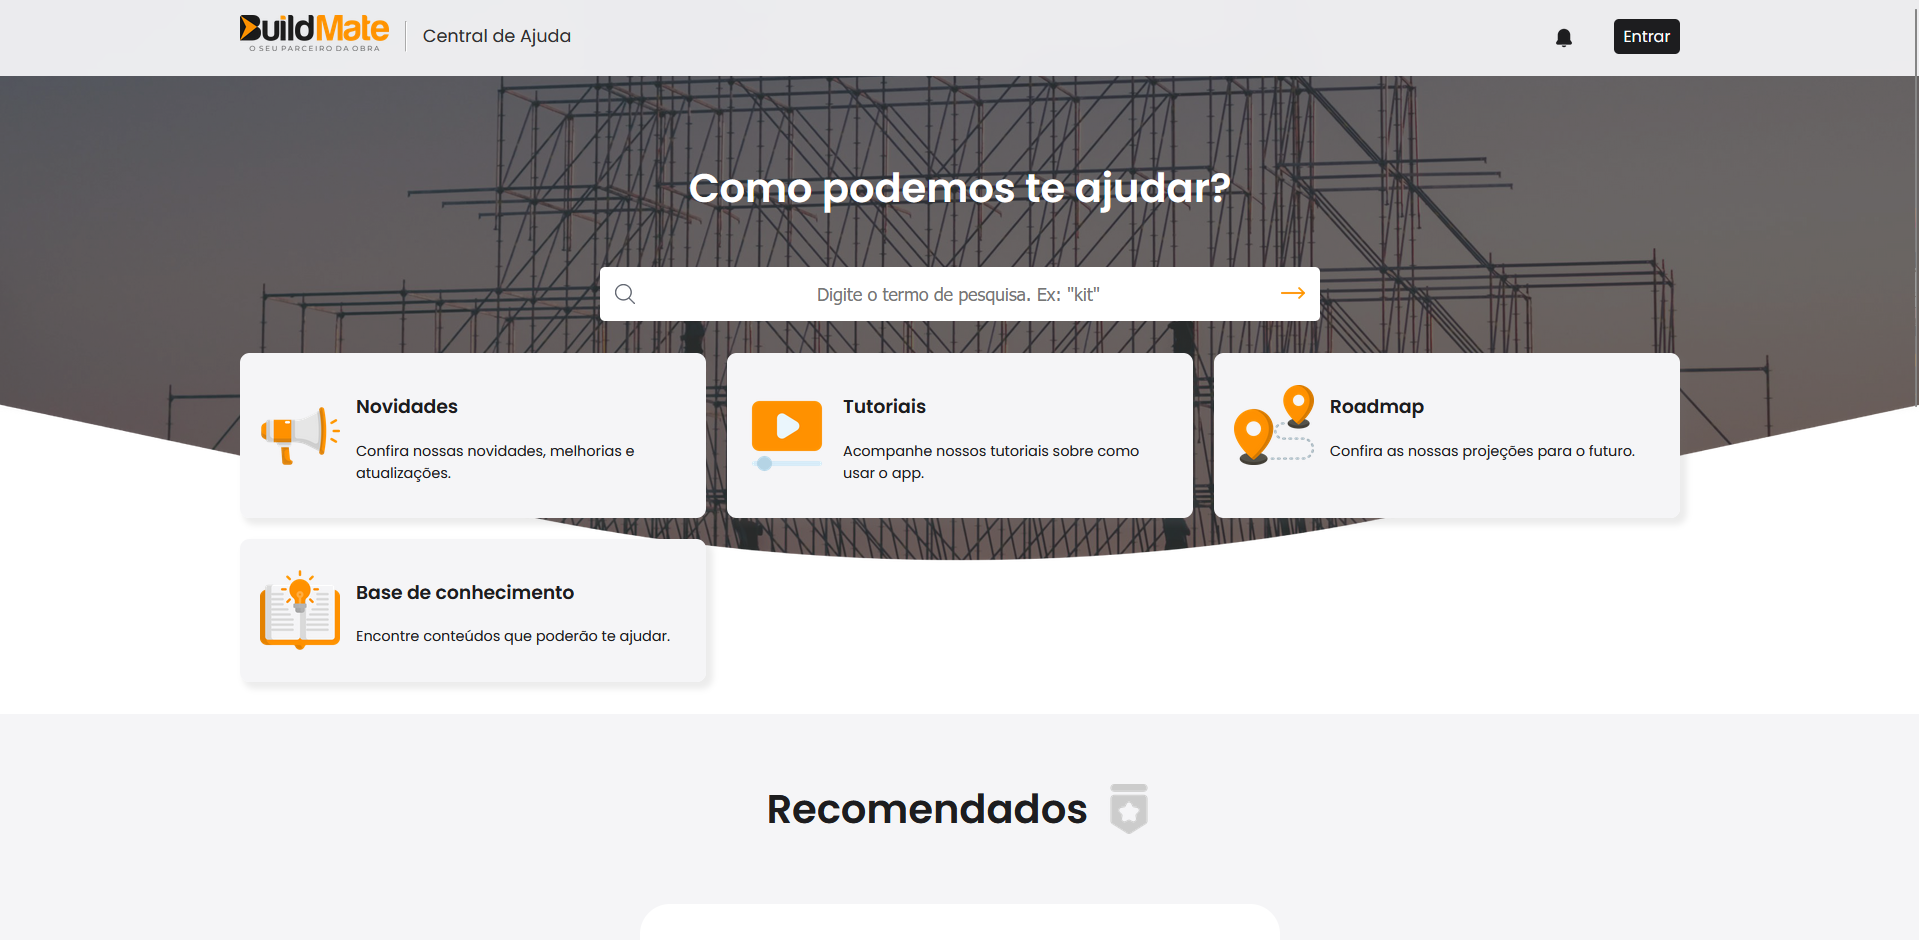 BuildMate
O SEU PARCEIRO DA OBRA
Central de Ajuda
Entrar
Como podemos te ajudar?
Digite o termo de pesquisa. Ex: "kit"
Novidades
Confira nossas novidades, melhorias e
atualizações.
Tutoriais
Acompanhe nossos tutoriais sobre como
usar o app.
Roadmap
Confira as nossas projeções para o futuro.
Base de conhecimento
Encontre conteúdos que poderão te ajudar.
Recomendados